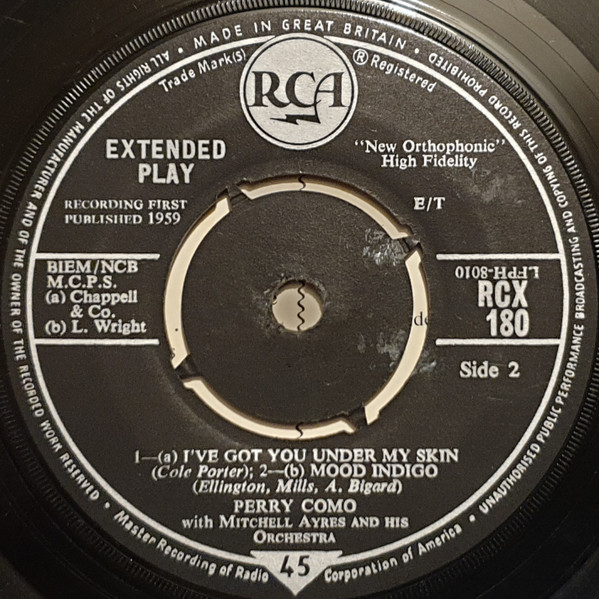 ALL RIGHTS OF THE MANUFACTURER AND OF THE OWNER OF THE RECORDED WORK RESERVED • MADE IN GREAT BRITAIN • UNAUTHORISED PUBLIC PERFORMANCE BROADCASTING AND COPYING OF THIS RECORD PROHIBITED
Trade Mark(s)
® Registered
RCA
EXTENDED
PLAY
"New Orthophonic"
High Fidelity
RECORDING FIRST
PUBLISHED 1959
E/T
BIEM/NCB
M.C.P.S.
(a) Chappell
& Co.
(b) L. Wright
LFPH-8010
RCX
180
Side 2
1—(a) I'VE GOT YOU UNDER MY SKIN
(Cole Porter); 2—(b) MOOD INDIGO
(Ellington, Mills, A. Bigard)
PERRY COMO
with MITCHELL AYRES AND HIS
ORCHESTRA
Master Recording of Radio Corporation of America
45